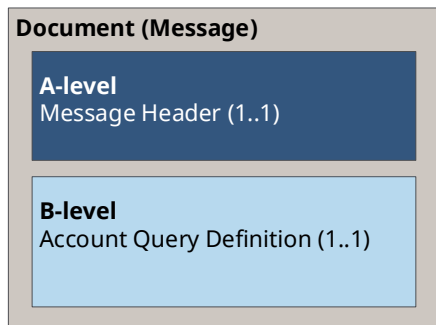 Document (Message)
A-level
Message Header (1..1)
B-level
Account Query Definition (1..1)